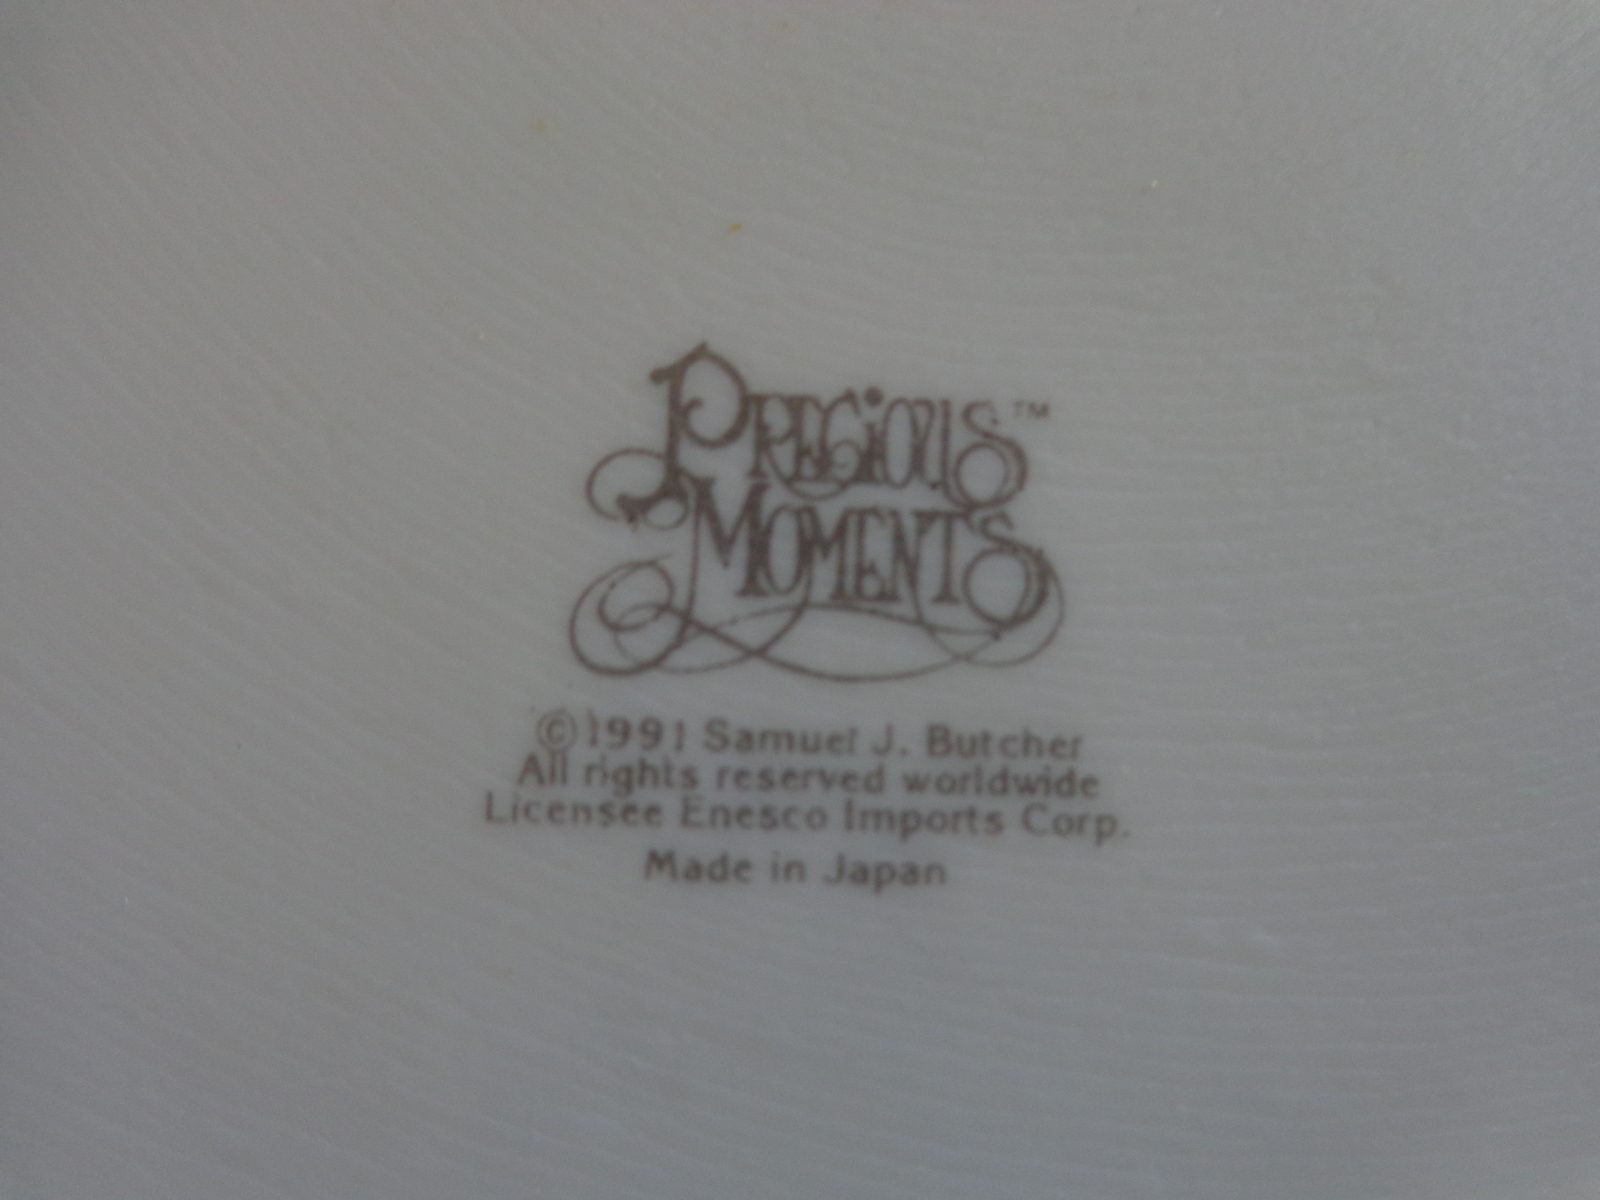 PRECIOUS™
MOMENTS
©1991 Samuel J. Butcher
All rights reserved worldwide
Licensee Enesco Imports Corp.
Made in Japan